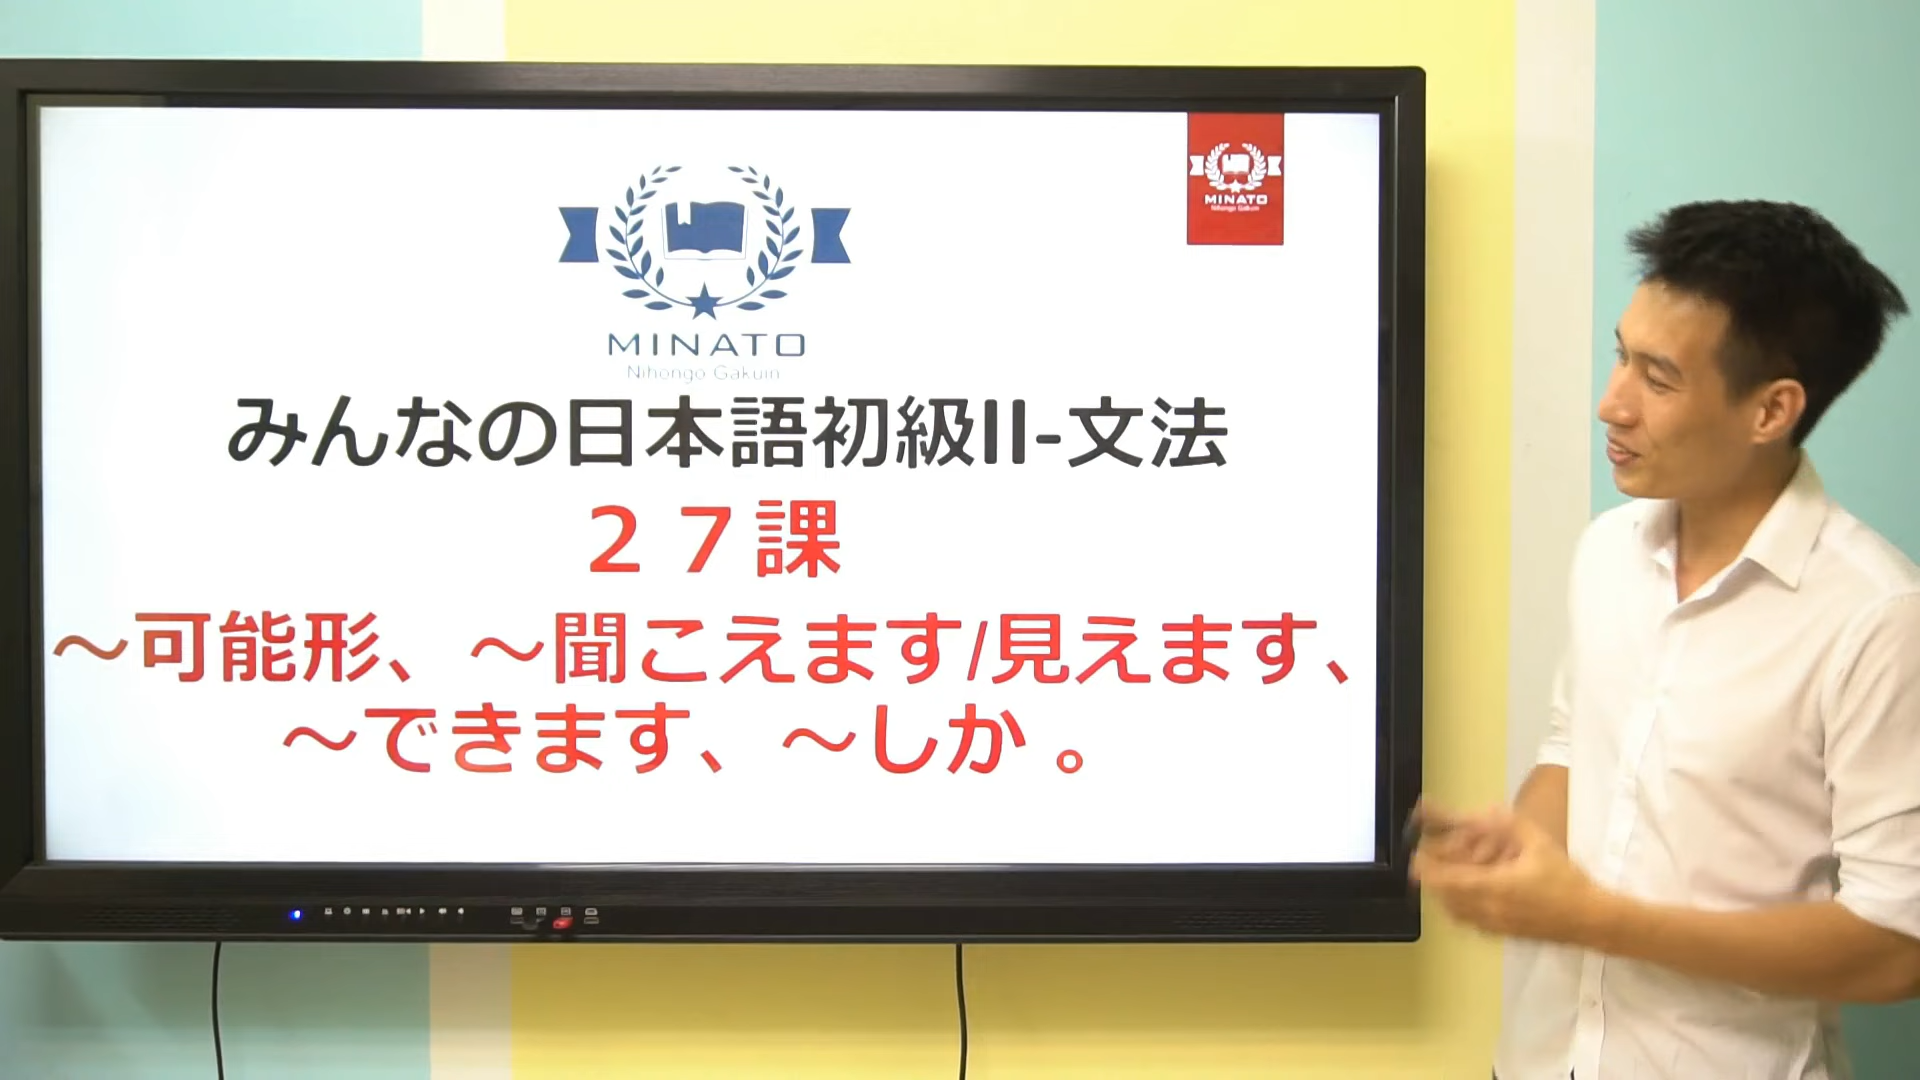 MINATO
Nihongo Gakuin
MINATO
Nihongo Gakuin
みんなの日本語初級II-文法
２７課
～可能形、～聞こえます/見えます、
～できます、～しか 。